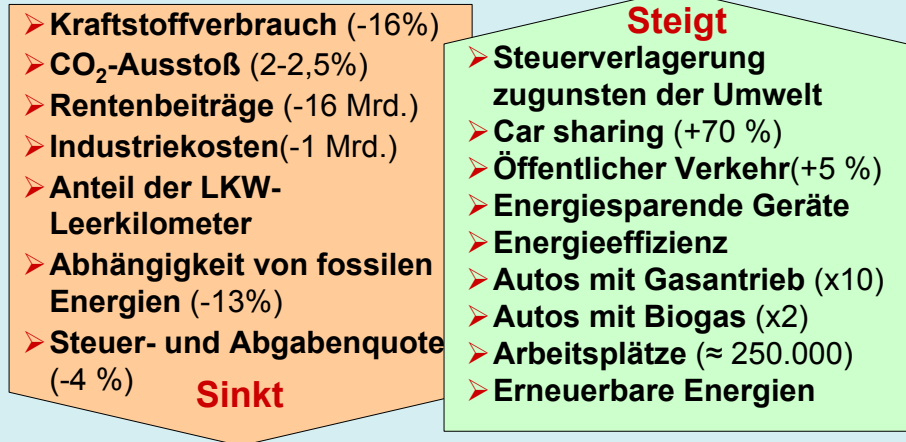 ➢Kraftstoffverbrauch (-16%)
➢CO₂-Ausstoß (2-2,5%)
➢Rentenbeiträge (-16 Mrd.)
➢Industriekosten(-1 Mrd.)
➢Anteil der LKW-
Leerkilometer
➢Abhängigkeit von fossilen
Energien (-13%)
➢Steuer- und Abgabenquote
(-4 %)
Sinkt
Steigt
➢Steuerverlagerung
zugunsten der Umwelt
➢Car sharing (+70 %)
➢Öffentlicher Verkehr(+5 %)
➢Energiesparende Geräte
➢Energieeffizienz
➢Autos mit Gasantrieb (x10)
➢Autos mit Biogas (x2)
➢Arbeitsplätze (≈ 250.000)
➢Erneuerbare Energien